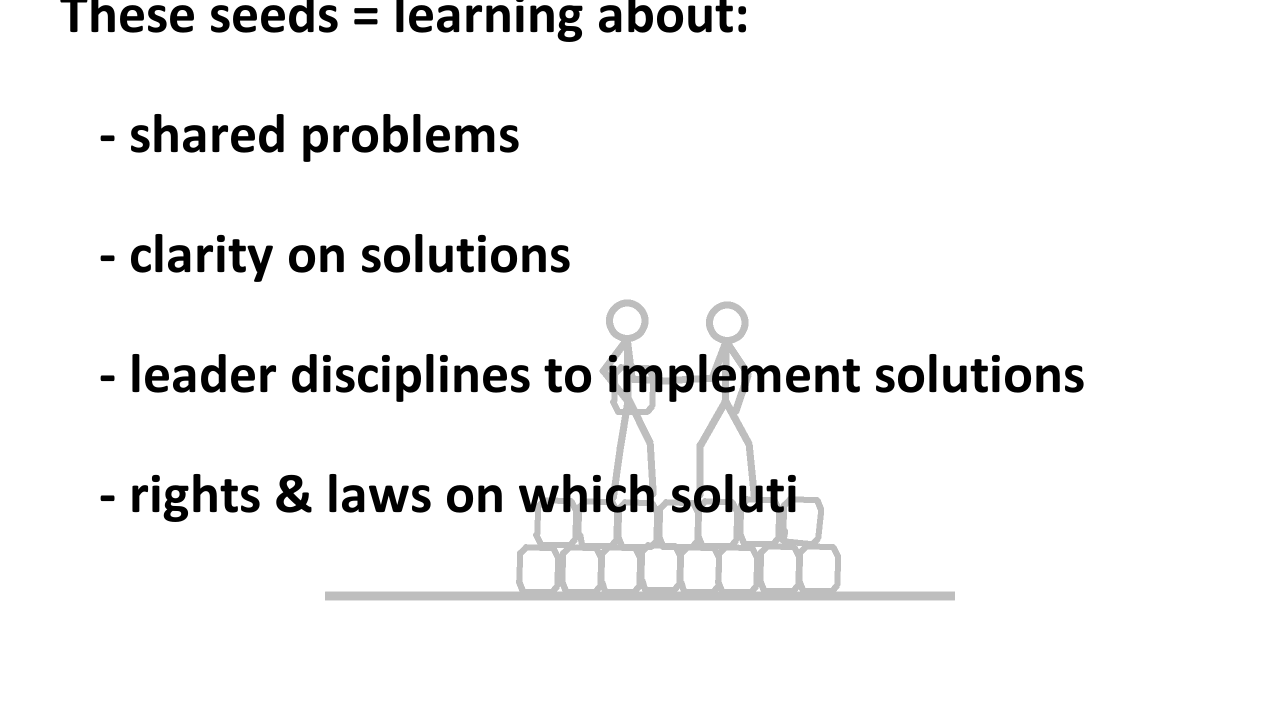 These seeds = learning about:
- shared problems
- clarity on solutions
- leader disciplines to implement solutions
- rights & laws on which soluti